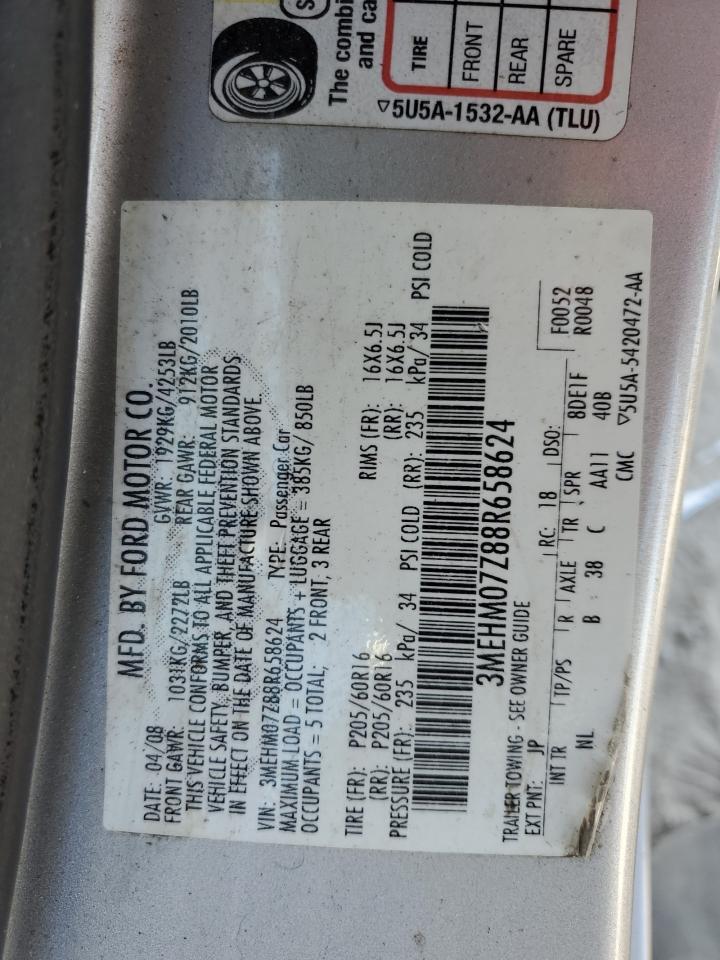 The combi
and ca
TIRE
FRONT
REAR
SPARE
5U5A-1532-AA (TLU)
MFD. BY FORD MOTOR CO.
DATE: 04/08 GVWR: 1929KG/4253LB
FRONT GAWR: 1031KG/2272LB REAR GAWR: 912KG/2010LB
THIS VEHICLE CONFORMS TO ALL APPLICABLE FEDERAL MOTOR
VEHICLE SAFETY, BUMPER, AND THEFT PREVENTION STANDARDS
IN EFFECT ON THE DATE OF MANUFACTURE SHOWN ABOVE.
VIN: 3MEHM07Z88R658624 TYPE: Passenger Car
MAXIMUM LOAD = OCCUPANTS + LUGGAGE = 385KG/ 850LB
OCCUPANTS = 5 TOTAL; 2 FRONT, 3 REAR
TIRE (FR): P205/60R16 RIMS (FR): 16X6.5J
(RR): P205/60R16 (RR): 16X6.5J
PRESSURE (FR): 235 kPa/ 34 PSI COLD (RR): 235 kPa/ 34 PSI COLD
3MEHM07Z88R658624
TRAILER TOWING - SEE OWNER GUIDE
EXT PNT: JP RC: 18 DSO: F0052
R0048
INT TR TP/PS R AXLE TR SPR 8DE1F
NL B 38 C AA11 40B
CMC ▽5U5A-5420472-AA